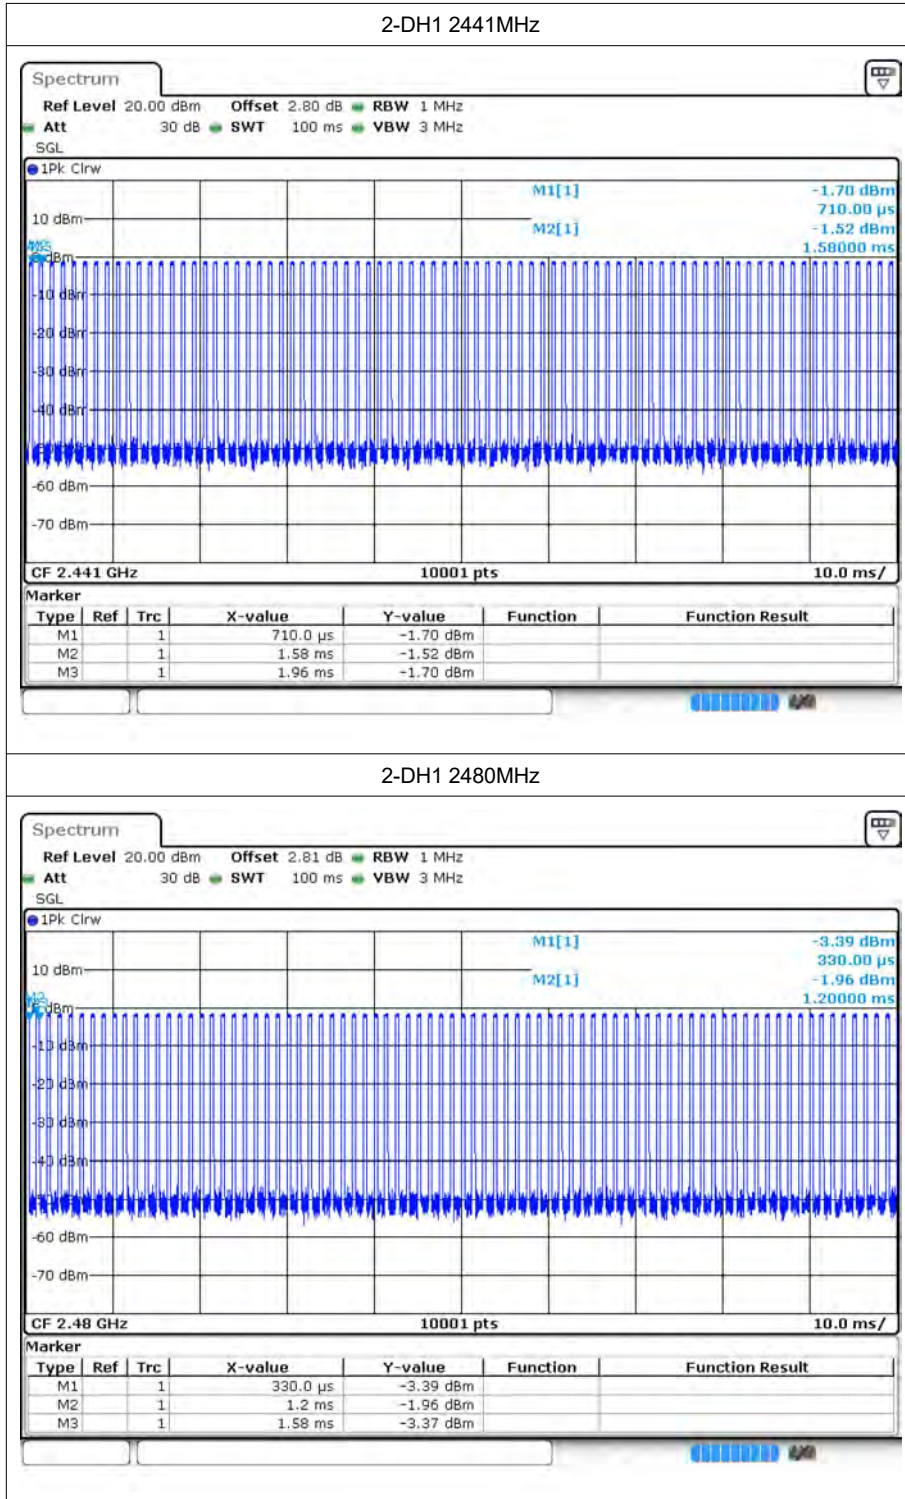 2-DH1 2441MHz
Spectrum
Ref Level 20.00 dBm Offset 2.80 dB RBW 1 MHz
Att 30 dB SWT 100 ms VBW 3 MHz
SGL
1Pk Clrw
M1[1] -1.70 dBm
710.00 µs
10 dBm
M2[1] -1.52 dBm
1.58000 ms
-10 dBm
-20 dBm
-30 dBm
-40 dBm
-60 dBm
-70 dBm
CF 2.441 GHz 10001 pts 10.0 ms/
Marker
Type Ref Trc X-value Y-value Function Function Result
M1 1 710.0 µs -1.70 dBm
M2 1 1.58 ms -1.52 dBm
M3 1 1.96 ms -1.70 dBm
2-DH1 2480MHz
Spectrum
Ref Level 20.00 dBm Offset 2.81 dB RBW 1 MHz
Att 30 dB SWT 100 ms VBW 3 MHz
SGL
1Pk Clrw
M1[1] -3.39 dBm
330.00 µs
10 dBm
M2[1] -1.96 dBm
1.20000 ms
-10 dBm
-20 dBm
-30 dBm
-40 dBm
-60 dBm
-70 dBm
CF 2.48 GHz 10001 pts 10.0 ms/
Marker
Type Ref Trc X-value Y-value Function Function Result
M1 1 330.0 µs -3.39 dBm
M2 1 1.2 ms -1.96 dBm
M3 1 1.58 ms -3.37 dBm